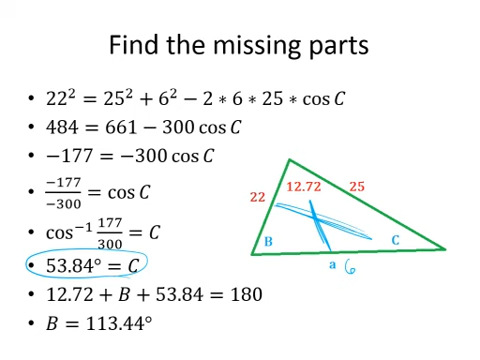 Find the missing parts
• 22² = 25² + 6² − 2 ∗ 6 ∗ 25 ∗ cos C
• 484 = 661 − 300 cos C
• −177 = −300 cos C
• −177/−300 = cos C
• cos⁻¹ 177/300 = C
• 53.84° = C
• 12.72 + B + 53.84 = 180
• B = 113.44°
22 12.72 25
B C
a 6